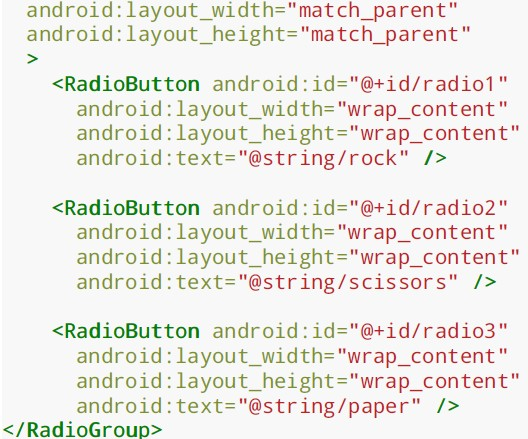 android:layout_width="match_parent"
android:layout_height="match_parent"
>
<RadioButton android:id="@+id/radio1"
android:layout_width="wrap_content"
android:layout_height="wrap_content"
android:text="@string/rock" />
<RadioButton android:id="@+id/radio2"
android:layout_width="wrap_content"
android:layout_height="wrap_content"
android:text="@string/scissors" />
<RadioButton android:id="@+id/radio3"
android:layout_width="wrap_content"
android:layout_height="wrap_content"
android:text="@string/paper" />
</RadioGroup>